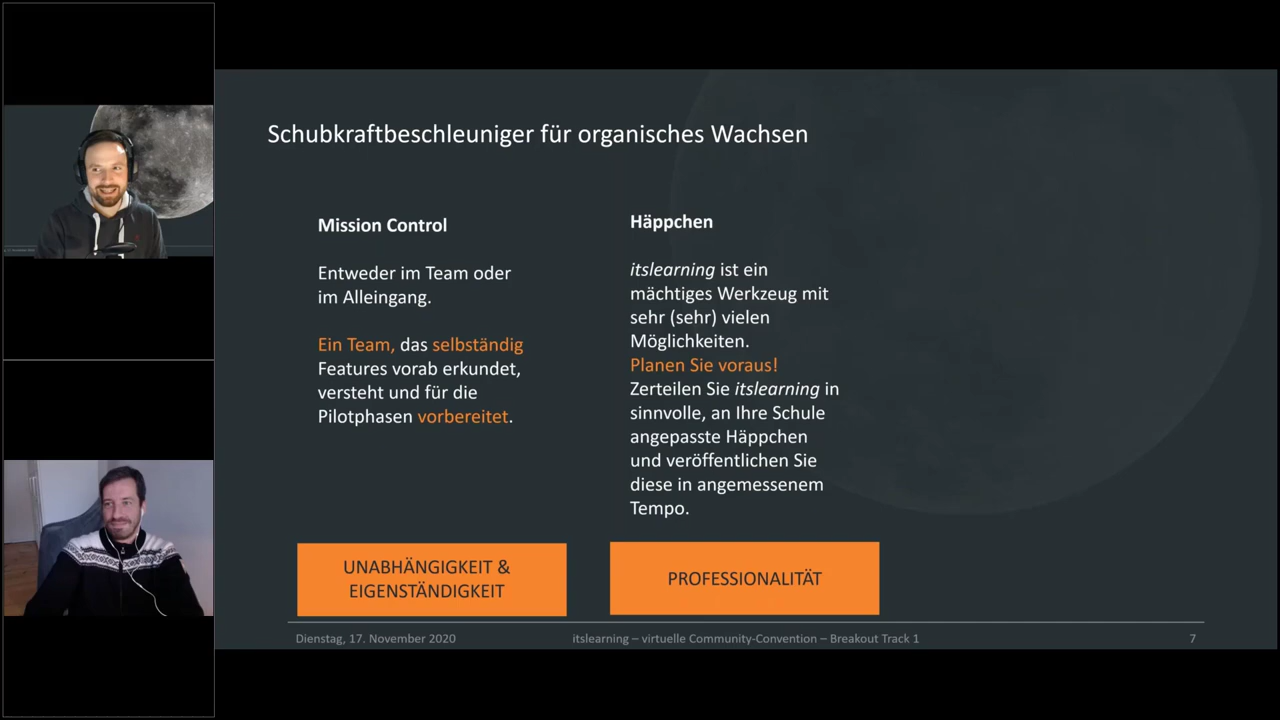 Schubkraftbeschleuniger für organisches Wachsen
Mission Control
Entweder im Team oder
im Alleingang.
Ein Team, das selbständig
Features vorab erkundet,
versteht und für die
Pilotphasen vorbereitet.
UNABHÄNGIGKEIT &
EIGENSTÄNDIGKEIT
Häppchen
itslearning ist ein
mächtiges Werkzeug mit
sehr (sehr) vielen
Möglichkeiten.
Planen Sie voraus!
Zerteilen Sie itslearning in
sinnvolle, an Ihre Schule
angepasste Häppchen
und veröffentlichen Sie
diese in angemessenem
Tempo.
PROFESSIONALITÄT
Dienstag, 17. November 2020
itslearning – virtuelle Community-Convention – Breakout Track 1
7